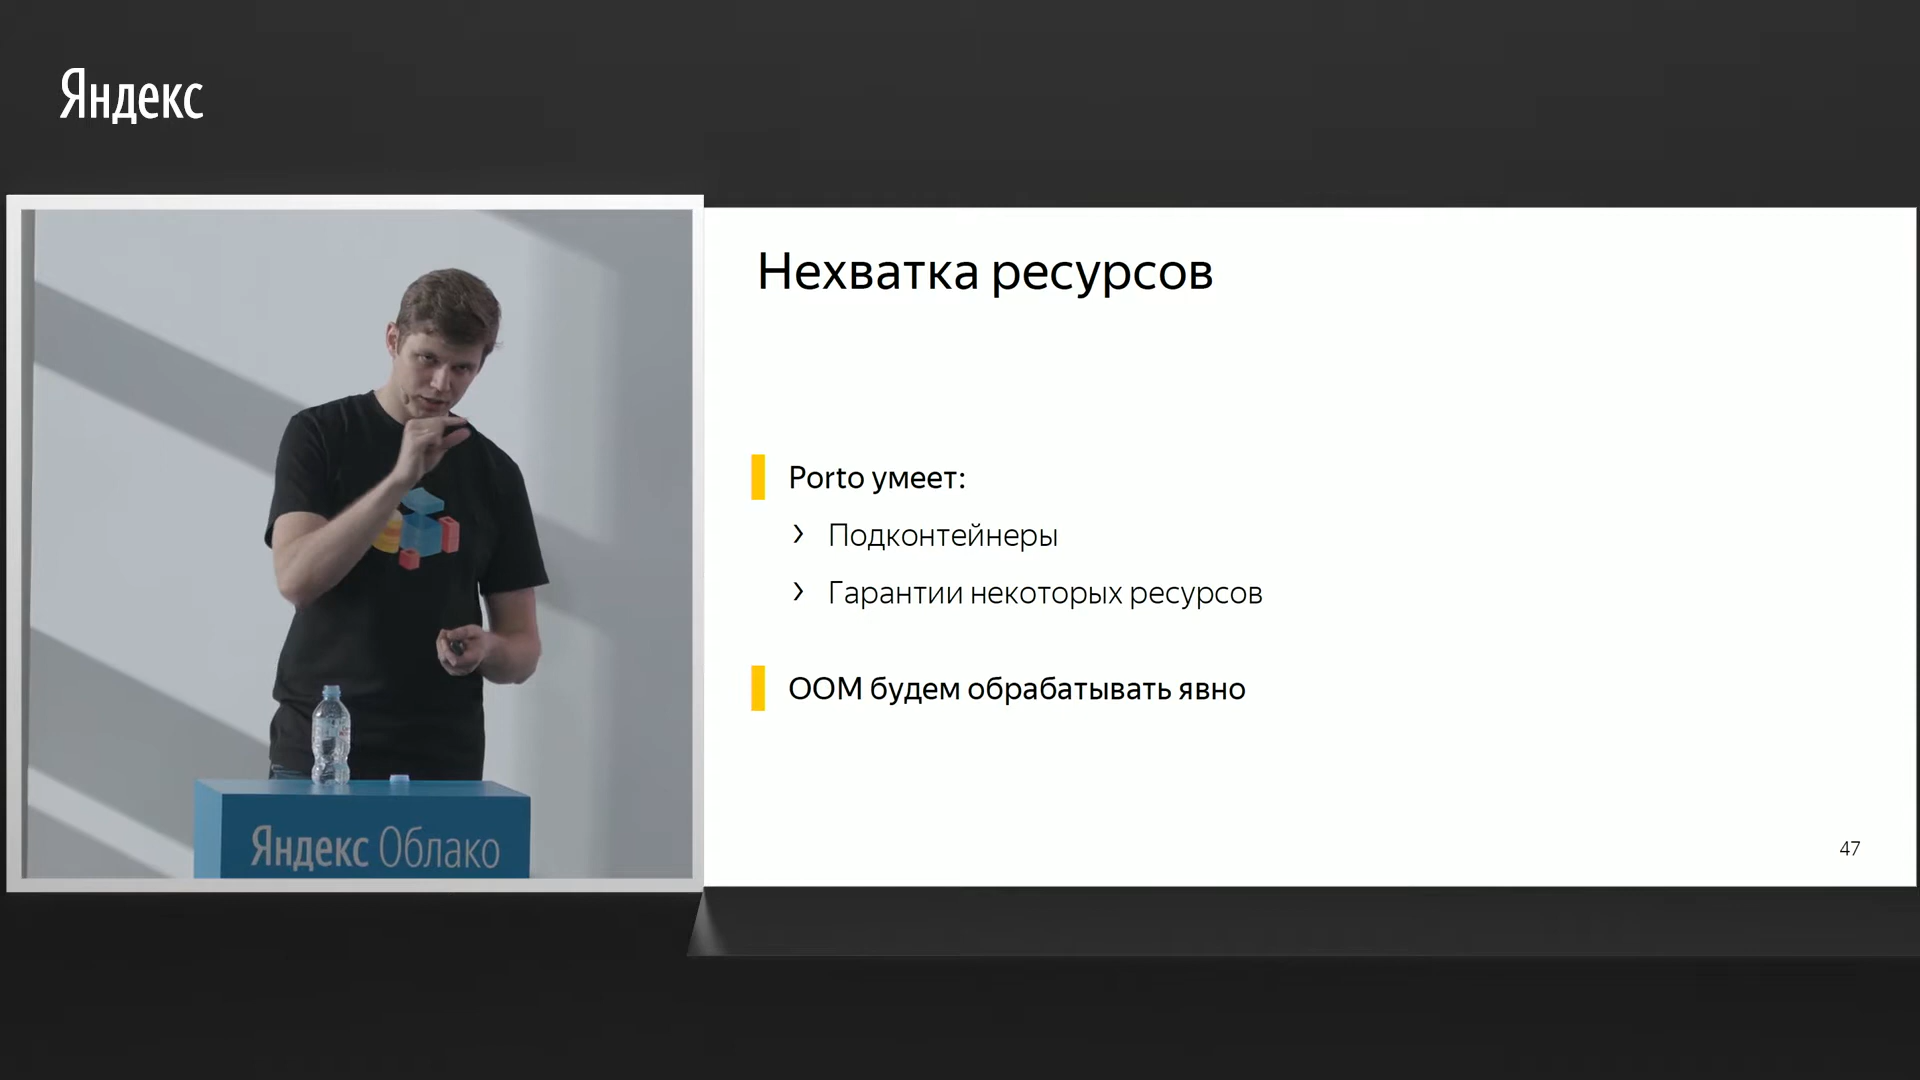 Яндекс
Нехватка ресурсов
Porto умеет:
› Подконтейнеры
› Гарантии некоторых ресурсов
OOM будем обрабатывать явно
47
Яндекс Облако